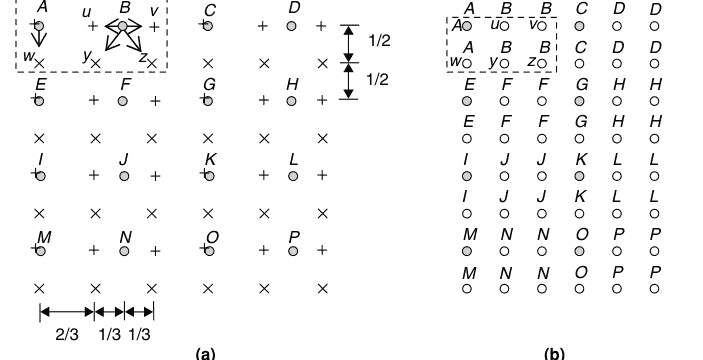 A u B v C D
w y z
1/2
1/2
E F G H
I J K L
M N O P
2/3 1/3 1/3
(a)
A B B C D D
A u v
A B B C D D
w y z
E F F G H H
E F F G H H
I J J K L L
I J J K L L
M N N O P P
M N N O P P
(b)